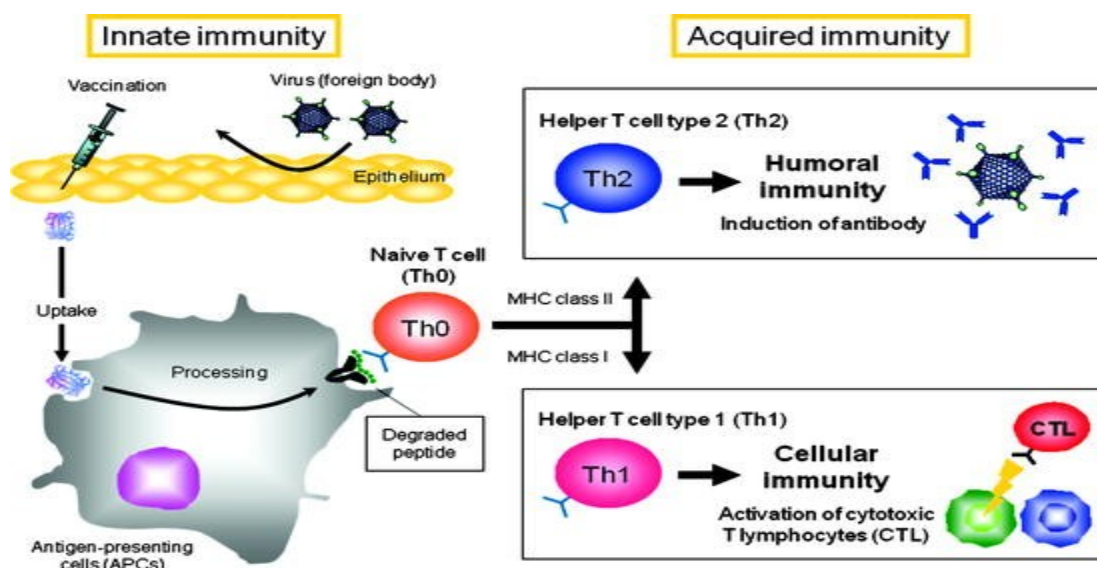 Innate immunity
Vaccination
Virus (foreign body)
Epithelium
Uptake
Processing
Naive T cell
(Th0)
Th0
Degraded
peptide
Antigen-presenting
cells (APCs)
MHC class II
MHC class I
Acquired immunity
Helper T cell type 2 (Th2)
Th2
Humoral
immunity
Induction of antibody
Helper T cell type 1 (Th1)
Th1
Cellular
immunity
Activation of cytotoxic
T lymphocytes (CTL)
CTL